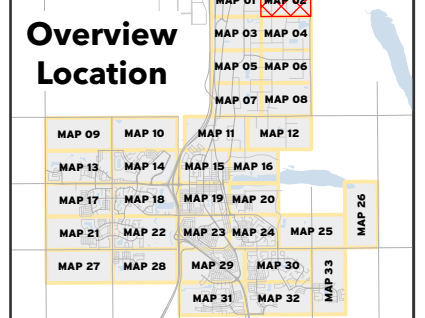 MAP 01 MAP 02
Overview
Location
MAP 03 MAP 04
MAP 05 MAP 06
MAP 07 MAP 08
MAP 09 MAP 10 MAP 11 MAP 12
MAP 13 MAP 14 MAP 15 MAP 16
MAP 17 MAP 18 MAP 19 MAP 20
MAP 26
MAP 21 MAP 22 MAP 23 MAP 24 MAP 25
MAP 27 MAP 28 MAP 29 MAP 30
MAP 33
MAP 31 MAP 32